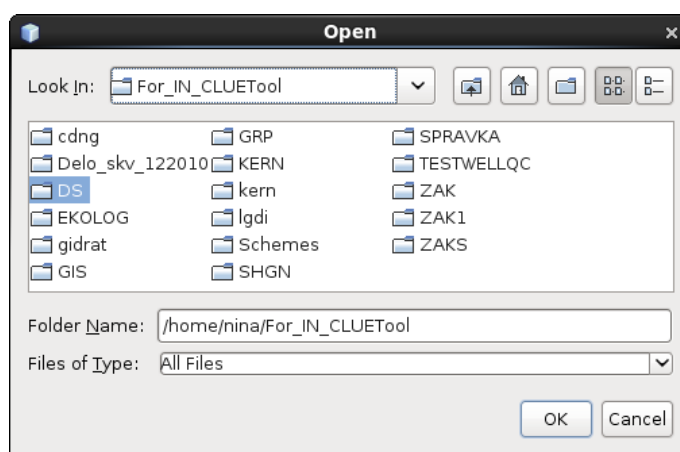 Open
Look In: For_IN_CLUETool
cdng GRP SPRAVKA
Delo_skv_122010 KERN TESTWELLQC
DS kern ZAK
EKOLOG lgdi ZAK1
gidrat Schemes ZAKS
GIS SHGN
Folder Name: /home/nina/For_IN_CLUETool
Files of Type: All Files
OK Cancel